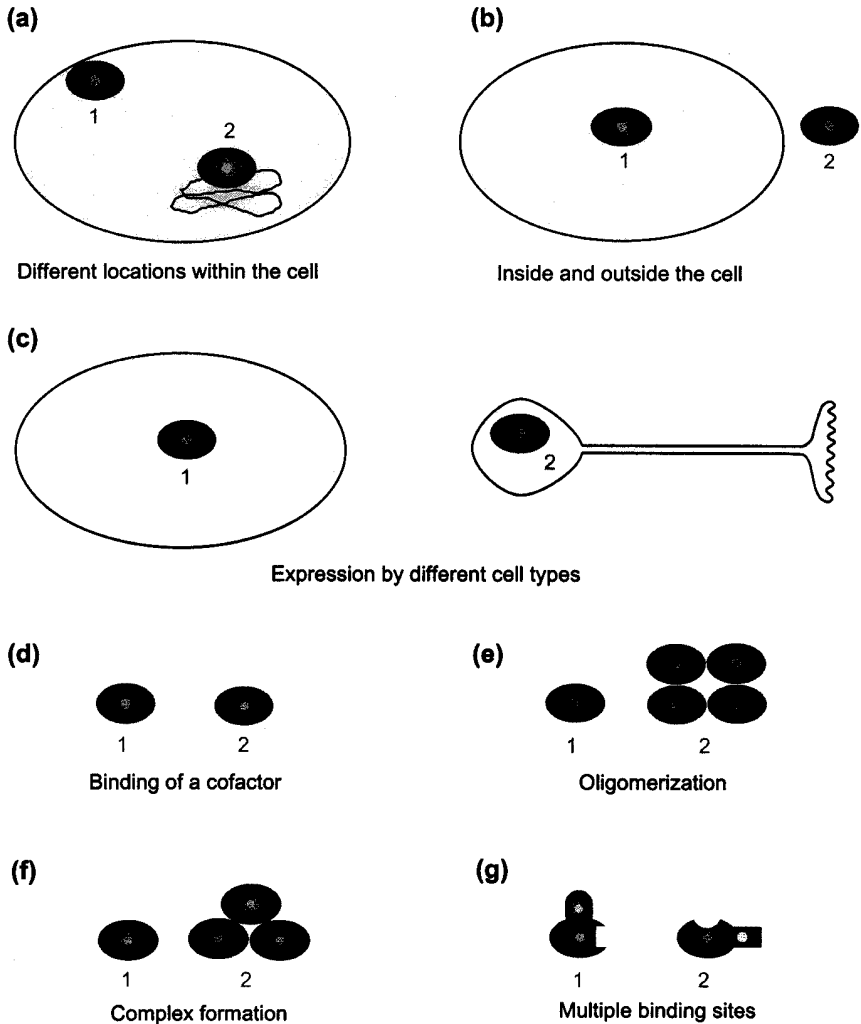 (a)
(b)
1
2
1
2
Different locations within the cell
Inside and outside the cell
(c)
1
2
Expression by different cell types
(d)
(e)
1
2
1
2
Binding of a cofactor
Oligomerization
(f)
(g)
1
2
1
2
Complex formation
Multiple binding sites